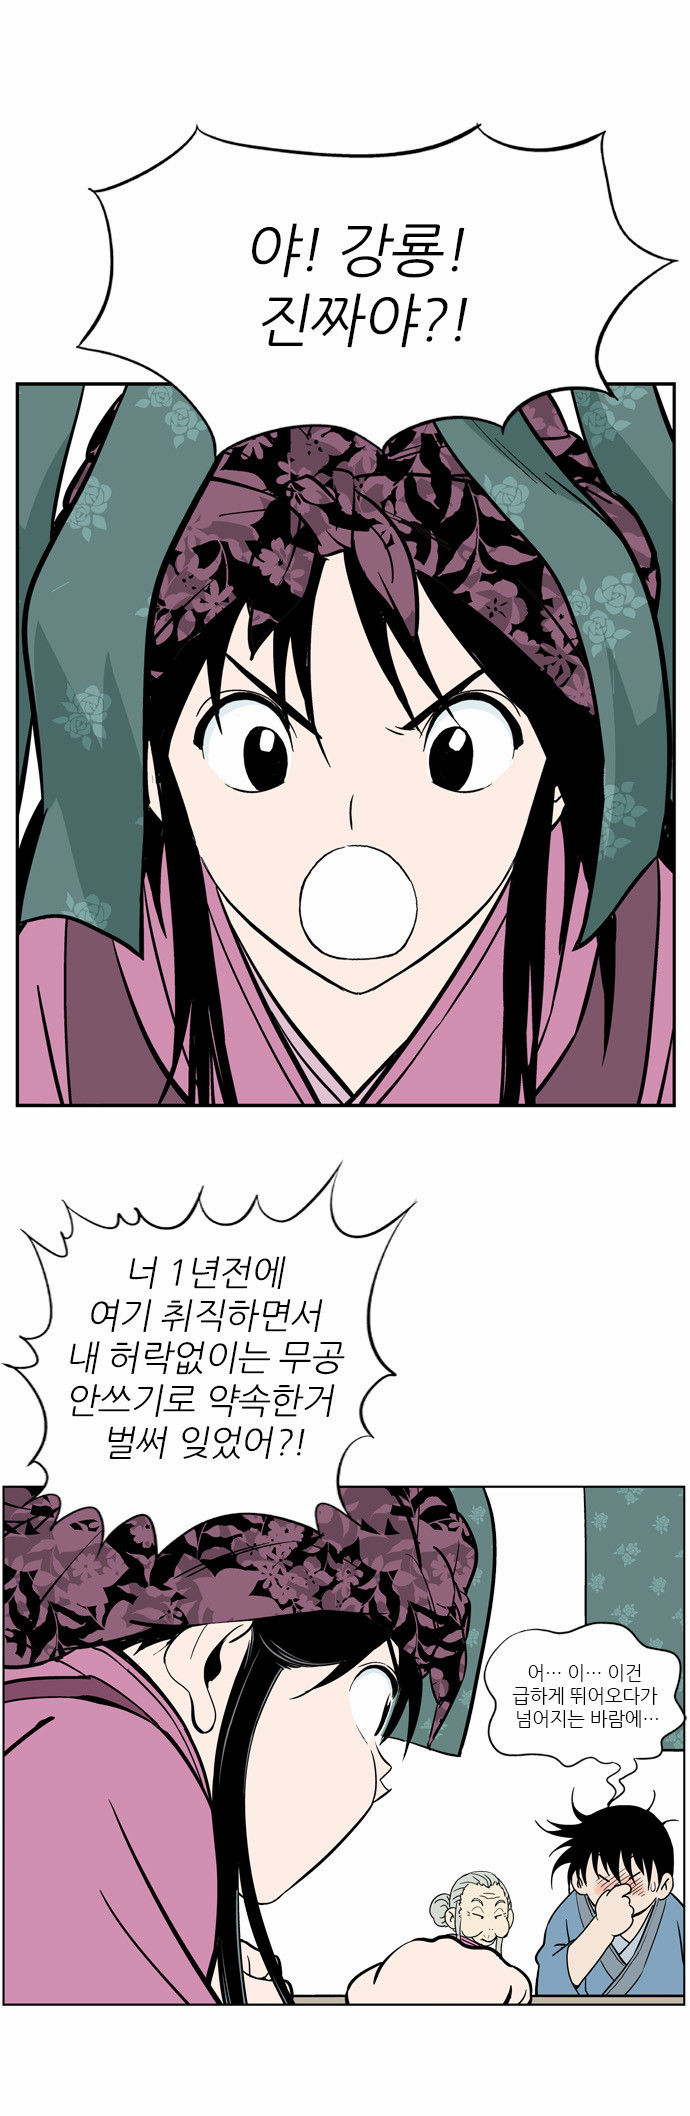 야! 강룡!
진짜야?!
너 1년전에
여기 취직하면서
내 허락없이는 무공
안쓰기로 약속한거
벌써 잊었어?!
어… 이… 이건
급하게 뛰어오다가
넘어지는 바람에…